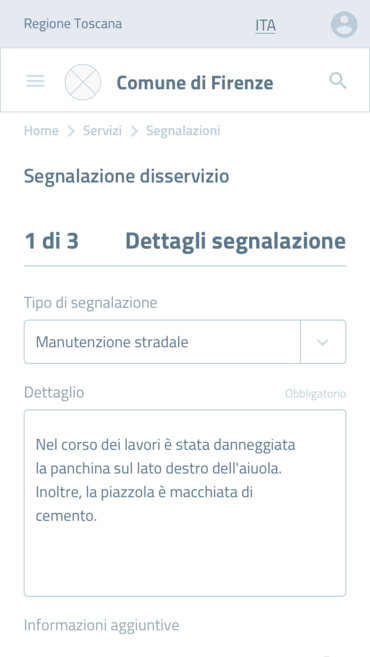 Regione Toscana ITA
Comune di Firenze
Home Servizi Segnalazioni
Segnalazione disservizio
1 di 3 Dettagli segnalazione
Tipo di segnalazione
Manutenzione stradale
Dettaglio Obbligatorio
Nel corso dei lavori è stata danneggiata
la panchina sul lato destro dell'aiuola.
Inoltre, la piazzola è macchiata di
cemento.
Informazioni aggiuntive